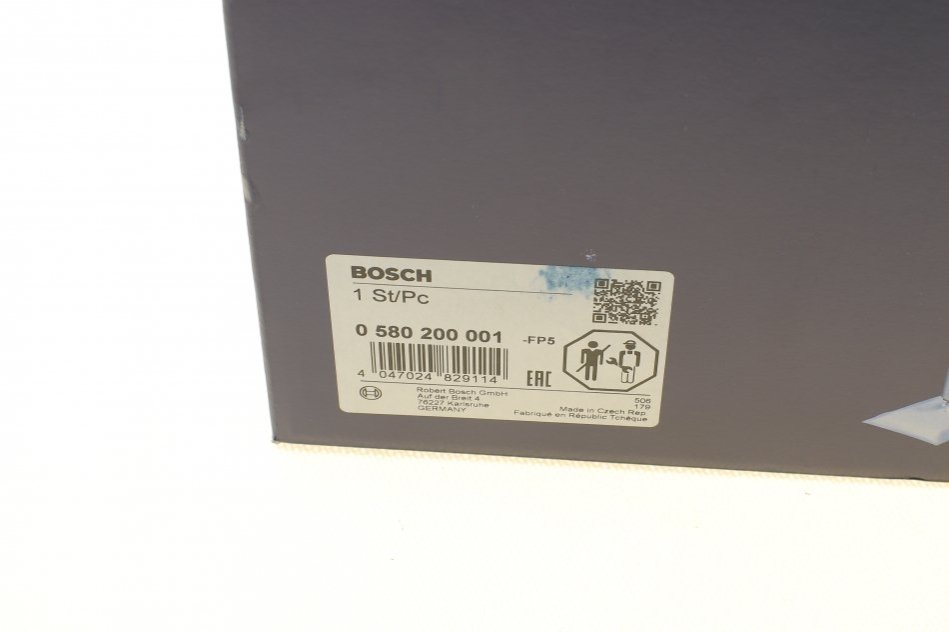 BOSCH
1 St/Pc
0 580 200 001 -FP5
4 047024 829114
EAC
Robert Bosch GmbH
Auf der Breit 4
76227 Karlsruhe
GERMANY
506
179
Made in Czech Rep.
Fabriqué en République Tchèque